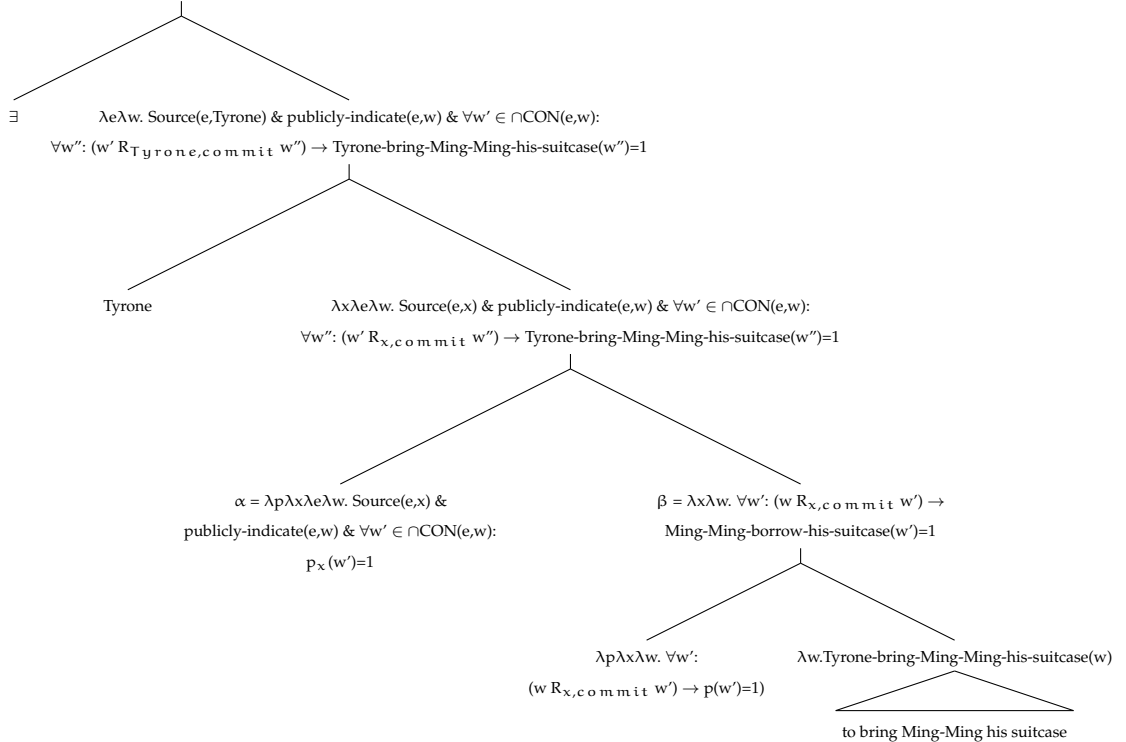 ∃
λeλw. Source(e,Tyrone) & publicly-indicate(e,w) & ∀w’ ∈ ∩CON(e,w):
∀w”: (w’ R_Tyrone,commit w”) → Tyrone-bring-Ming-Ming-his-suitcase(w”)=1
Tyrone
λxλeλw. Source(e,x) & publicly-indicate(e,w) & ∀w’ ∈ ∩CON(e,w):
∀w”: (w’ R_x,commit w”) → Tyrone-bring-Ming-Ming-his-suitcase(w”)=1
α = λpλxλeλw. Source(e,x) &
publicly-indicate(e,w) & ∀w’ ∈ ∩CON(e,w):
p_x(w’)=1
β = λxλw. ∀w’: (w R_x,commit w’) →
Ming-Ming-borrow-his-suitcase(w’)=1
λpλxλw. ∀w’:
(w R_x,commit w’) → p(w’)=1)
λw.Tyrone-bring-Ming-Ming-his-suitcase(w)
to bring Ming-Ming his suitcase